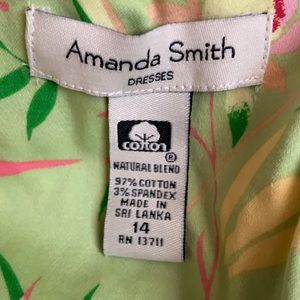 Amanda Smith
DRESSES
cotton
®
NATURAL BLEND
97% COTTON
3% SPANDEX
MADE IN
SRI LANKA
14
RN 13711